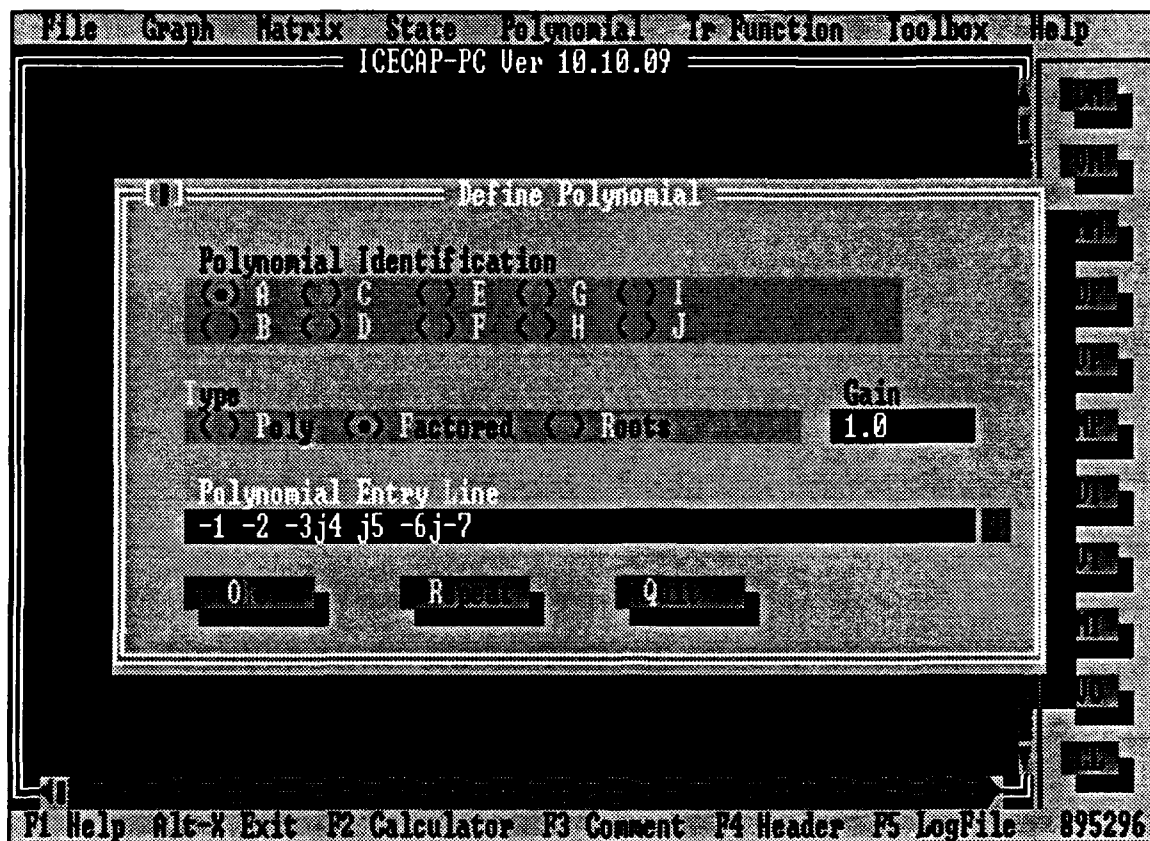 File Graph Matrix State Polynomial Tr Function Toolbox Help
ICECAP-PC Ver 10.10.09
Define Polynomial
Polynomial Identification
(•) A ( ) C ( ) E ( ) G ( ) I
( ) B ( ) D ( ) F ( ) H ( ) J
Type
Gain
( ) Poly (•) Factored ( ) Roots
1.0
Polynomial Entry Line
-1 -2 -3j4 j5 -6j-7
F1 Help Alt-X Exit F2 Calculator F3 Comment F4 Header F5 LogFile 895296